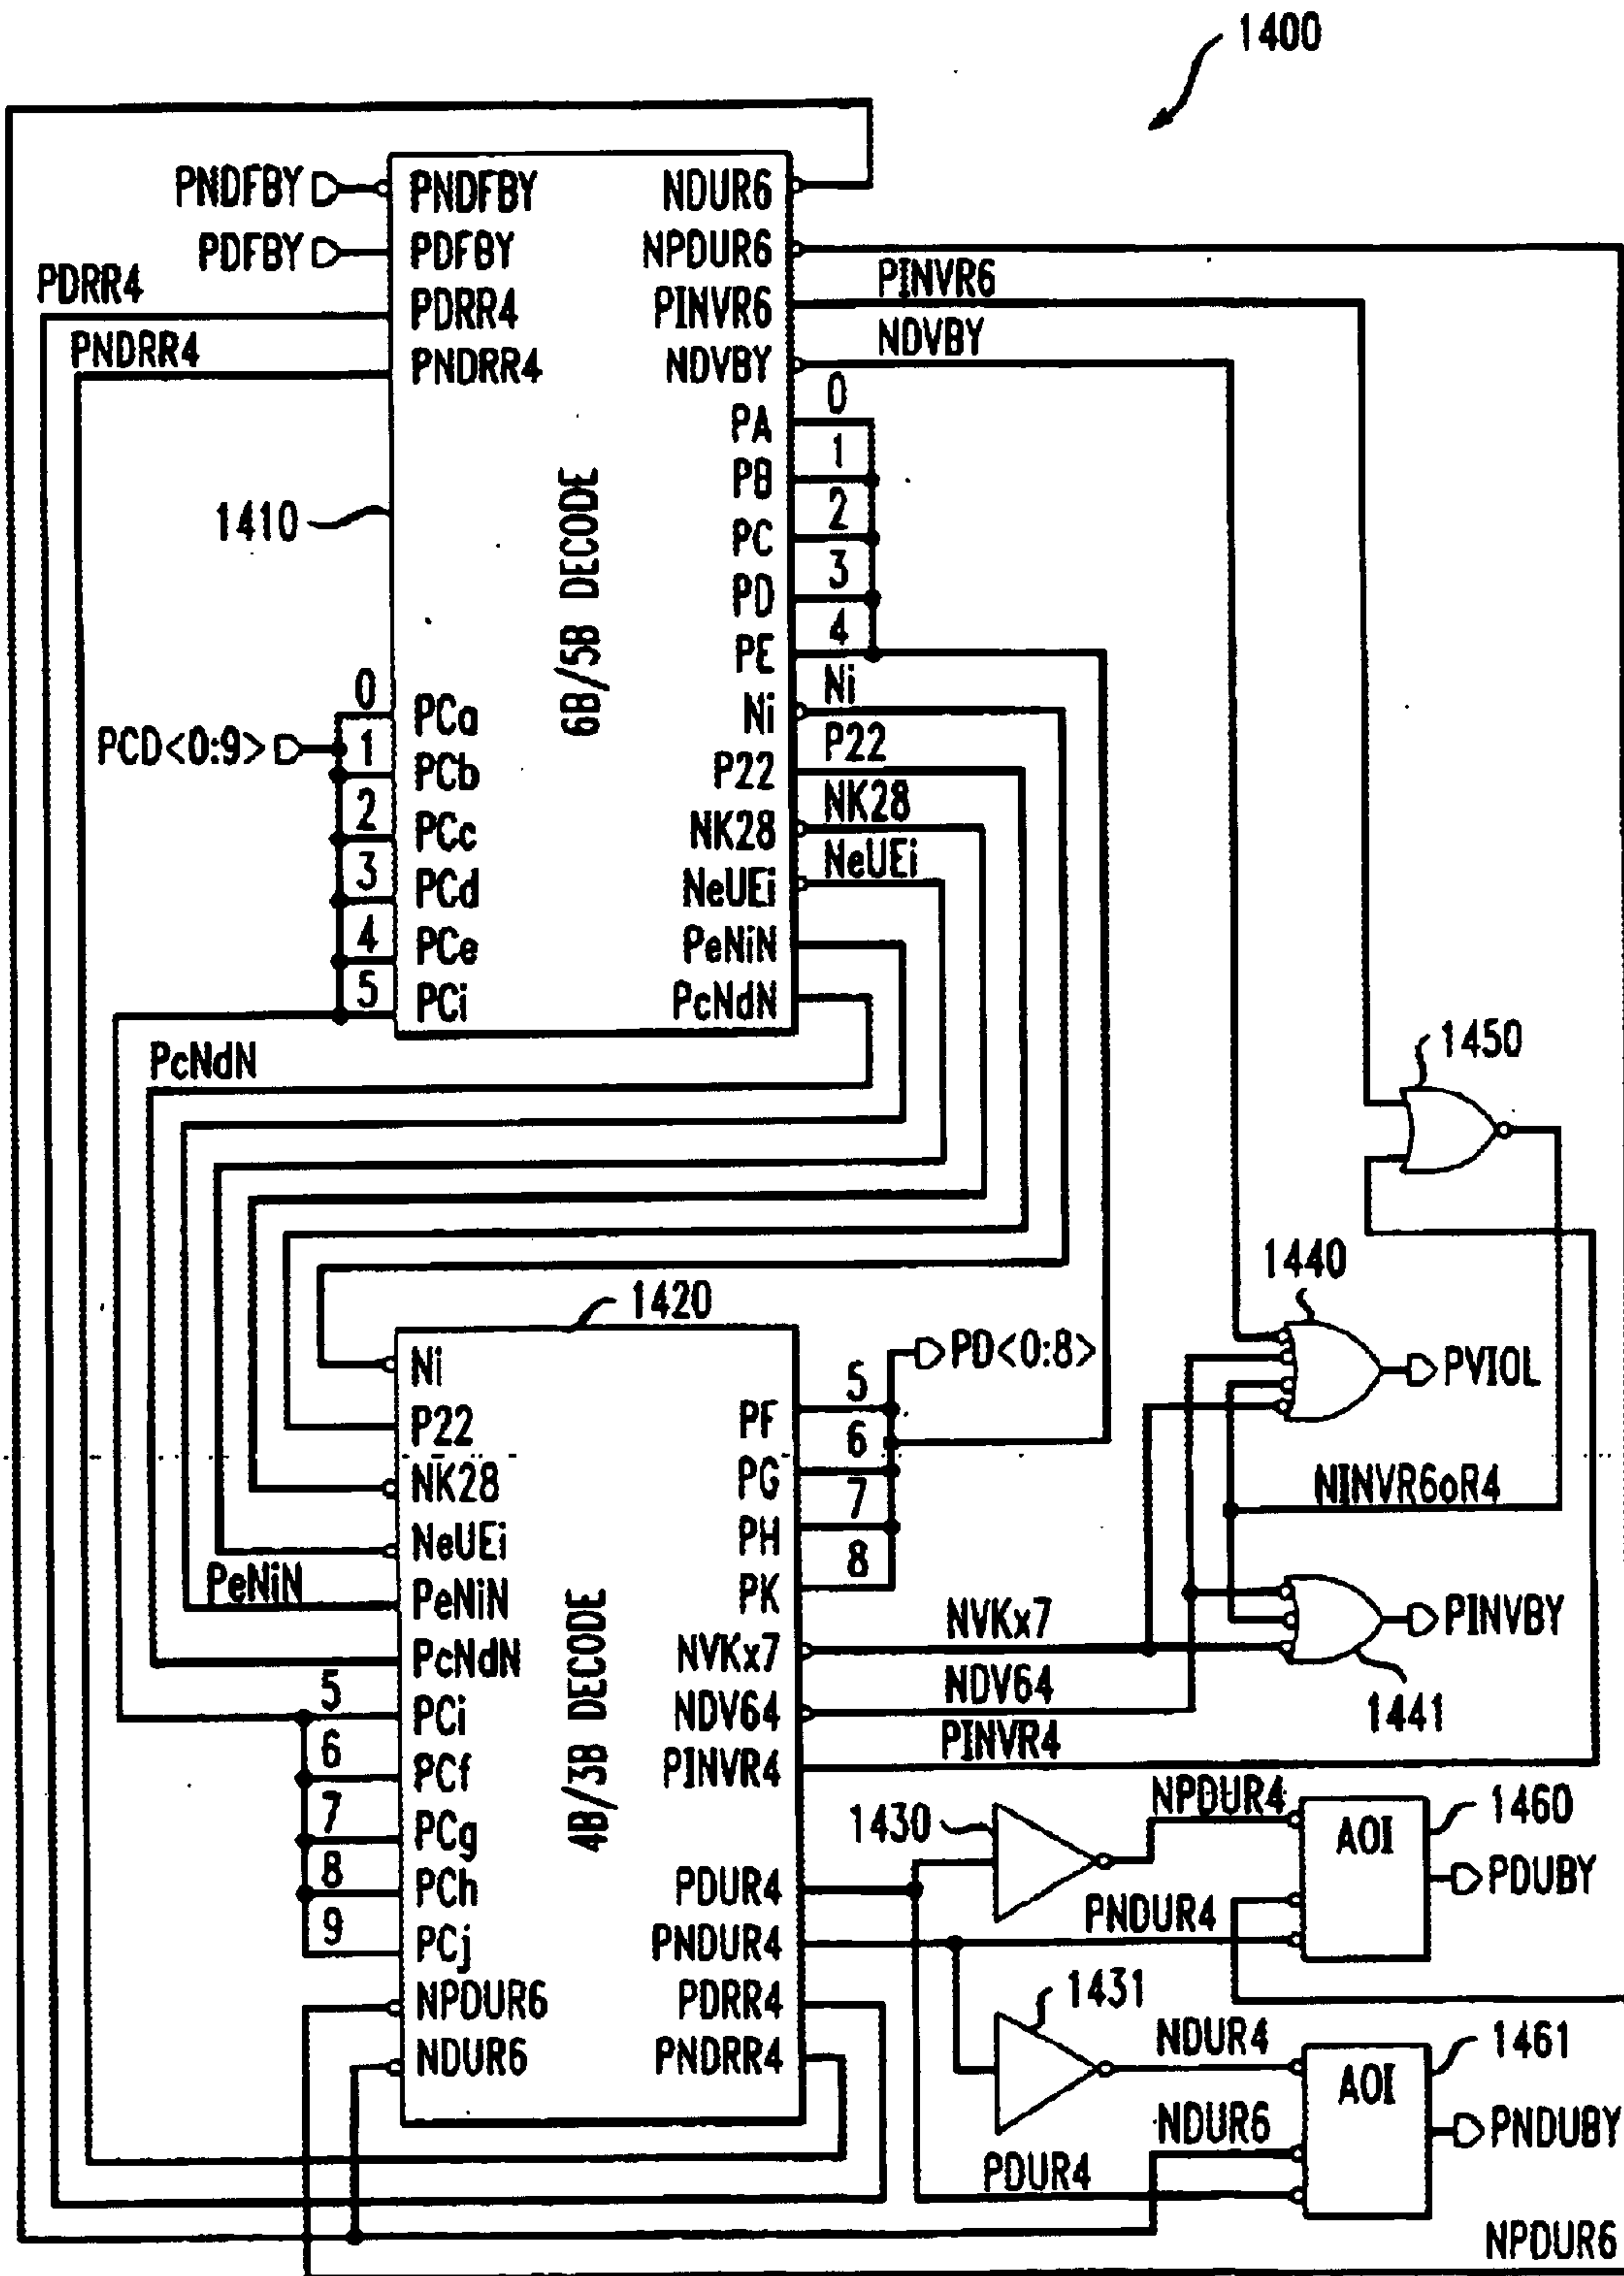 1400
PNDFBY PNDFBY NDUR6
PDFBY PDFBY NPDUR6
PDRR4 PDRR4 PINVR6 PINVR6
PNDRR4 PNDRR4 NDVBY NDVBY
PA 0
PB 1
1410 6B/5B DECODE PC 2
PD 3
PE 4
PCD<0:9> 0 PCa Ni Ni
1 PCb P22 P22
2 PCc NK28 NK28
3 PCd NeUEi NeUEi
4 PCe PeNiN
5 PCi PcNdN
PcNdN
1450
1440
1420
Ni PD<0:8> PVIOL
P22 PF 5
NK28 PG 6 NINVR6oR4
NeUEi PH 7
PeNiN PeNiN PK 8 PINVBY
PcNdN 4B/3B DECODE NVKx7 NVKx7
5 PCi NDV64 NDV64 1441
6 PCf PINVR4 PINVR4
7 PCg 1430 NPDUR4 AOI 1460
8 PCh PDUR4 PDUBY
9 PCj PNDUR4 PNDUR4
NPDUR6 PDRR4 1431
NDUR6 PNDRR4 NDUR4 AOI 1461
NDUR6 PNDUBY
PDUR4
NPDUR6